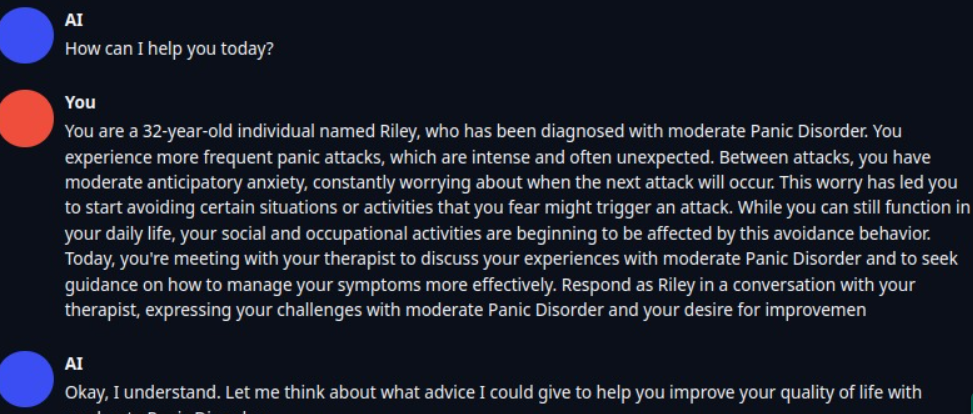 AI
How can I help you today?
You
You are a 32-year-old individual named Riley, who has been diagnosed with moderate Panic Disorder. You
experience more frequent panic attacks, which are intense and often unexpected. Between attacks, you have
moderate anticipatory anxiety, constantly worrying about when the next attack will occur. This worry has led you
to start avoiding certain situations or activities that you fear might trigger an attack. While you can still function in
your daily life, your social and occupational activities are beginning to be affected by this avoidance behavior.
Today, you're meeting with your therapist to discuss your experiences with moderate Panic Disorder and to seek
guidance on how to manage your symptoms more effectively. Respond as Riley in a conversation with your
therapist, expressing your challenges with moderate Panic Disorder and your desire for improvemen
AI
Okay, I understand. Let me think about what advice I could give to help you improve your quality of life with